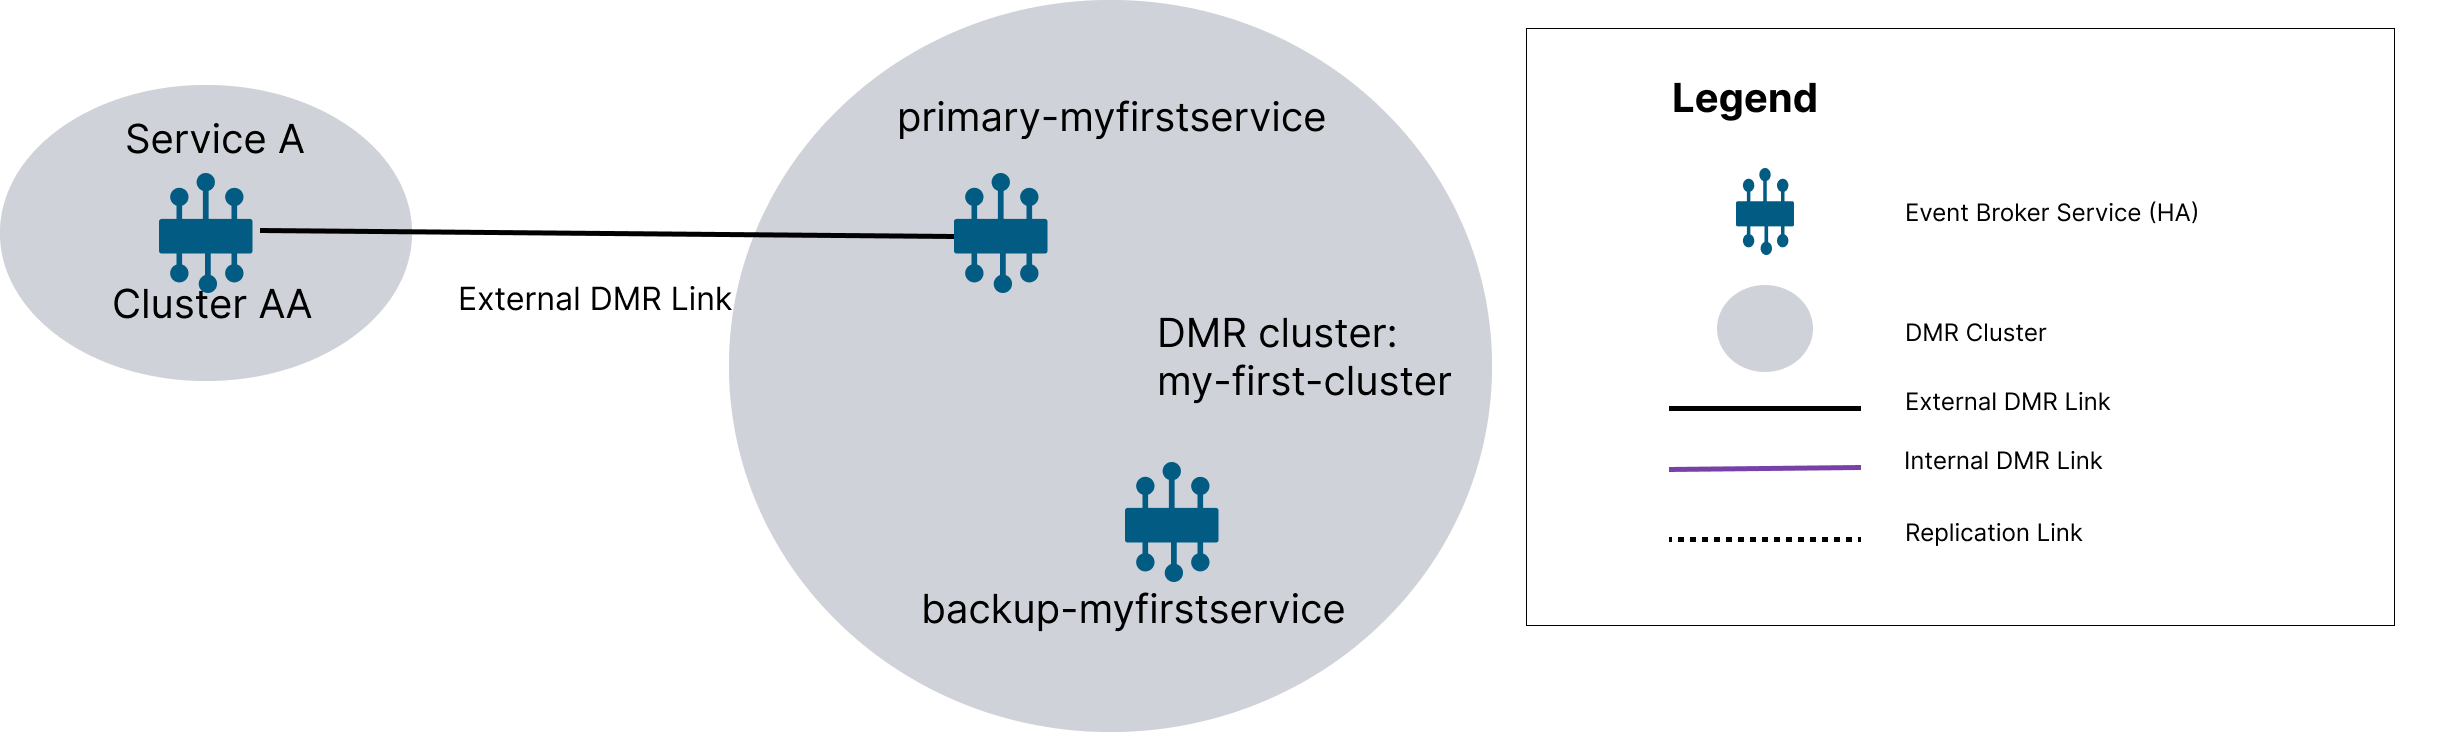 Service A
Cluster AA
External DMR Link
primary-myfirstservice
DMR cluster:
my-first-cluster
backup-myfirstservice
Legend
Event Broker Service (HA)
DMR Cluster
External DMR Link
Internal DMR Link
Replication Link